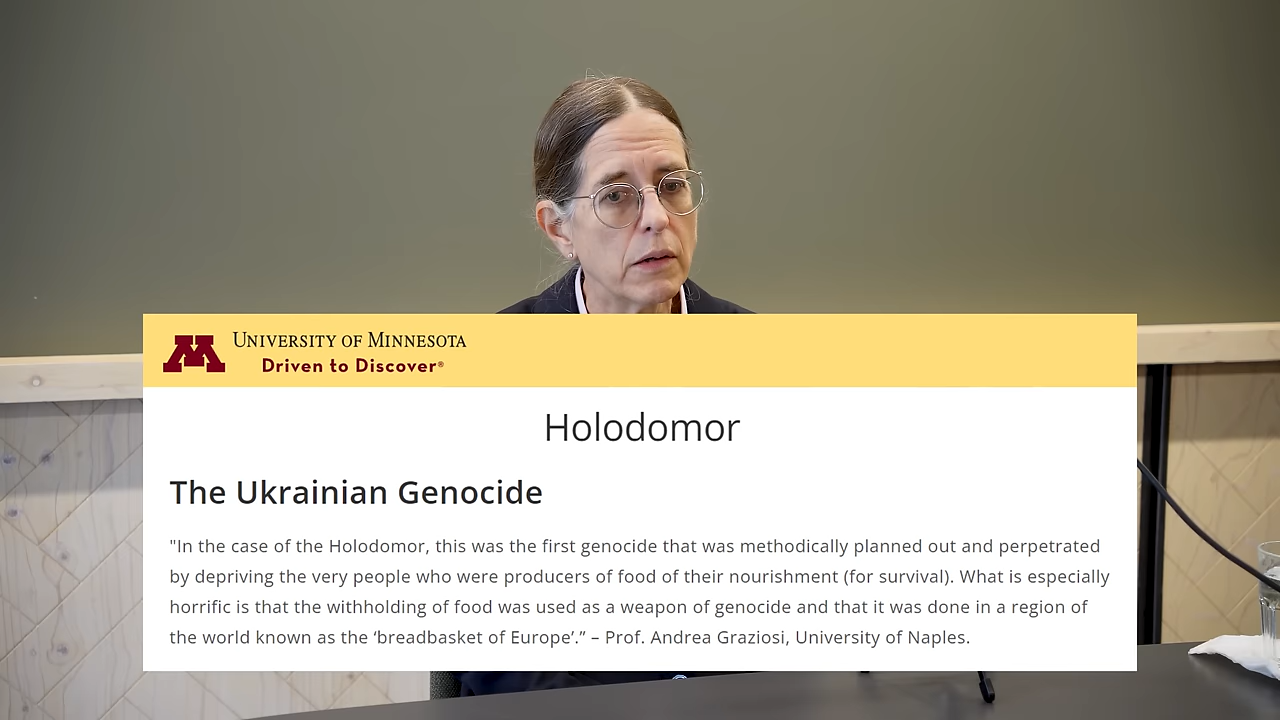 UNIVERSITY OF MINNESOTA
Driven to Discover®
Holodomor
The Ukrainian Genocide
"In the case of the Holodomor, this was the first genocide that was methodically planned out and perpetrated
by depriving the very people who were producers of food of their nourishment (for survival). What is especially
horrific is that the withholding of food was used as a weapon of genocide and that it was done in a region of
the world known as the ‘breadbasket of Europe’.” – Prof. Andrea Graziosi, University of Naples.